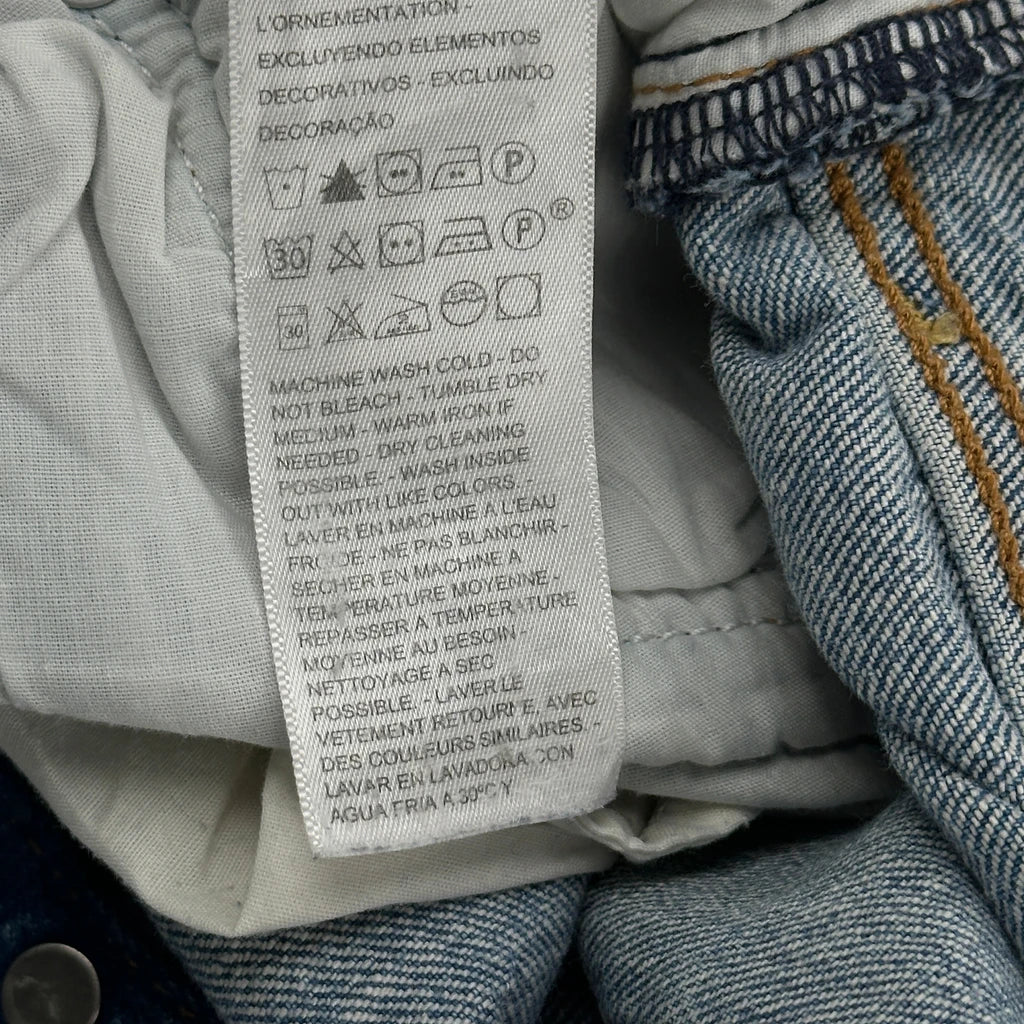 L'ORNEMENTATION -
EXCLUYENDO ELEMENTOS
DECORATIVOS - EXCLUINDO
DECORAÇÃO
P
30 P ®
30
MACHINE WASH COLD - DO
NOT BLEACH - TUMBLE DRY
MEDIUM - WARM IRON IF
NEEDED - DRY CLEANING
POSSIBLE. - WASH INSIDE
OUT WITH LIKE COLORS. -
LAVER EN MACHINE À L'EAU
FROIDE - NE PAS BLANCHIR -
SÉCHER EN MACHINE À
TEMPÉRATURE MOYENNE -
REPASSER À TEMPÉRATURE
MOYENNE AU BESOIN -
NETTOYAGE A SEC
POSSIBLE. - LAVER LE
VETEMENT RETOURNE, AVEC
DES COULEURS SIMILAIRES. -
LAVAR EN LAVADORA CON
AGUA FRIA A 30°C Y